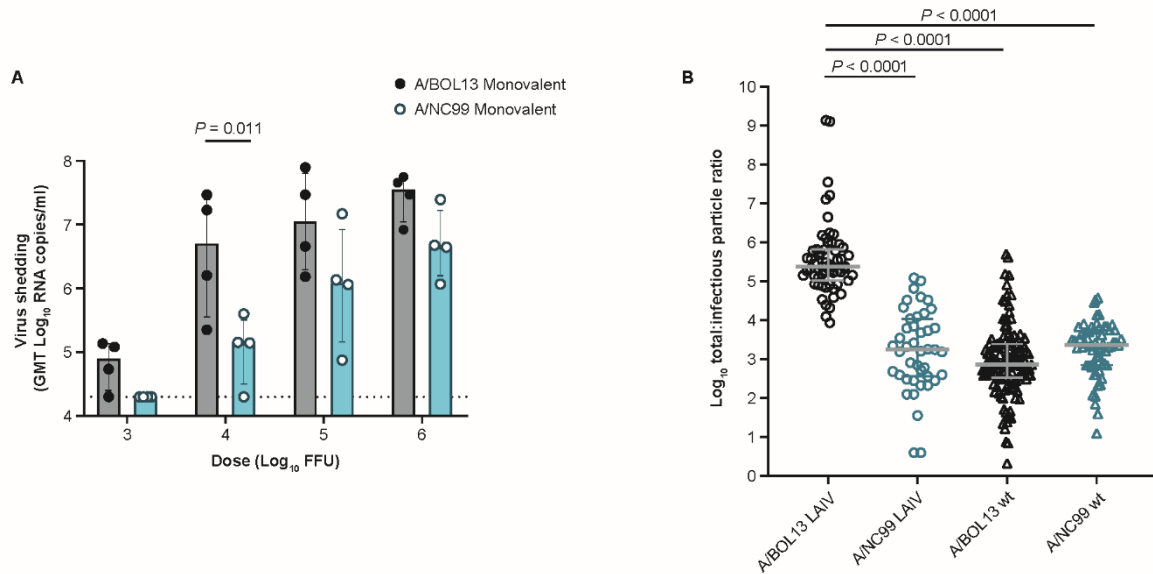 A
A/BOL13 Monovalent
A/NC99 Monovalent
P = 0.011
8
7
6
5
4
Virus shedding
(GMT Log₁₀ RNA copies/ml)
3 4 5 6
Dose (Log₁₀ FFU)
B
P < 0.0001
P < 0.0001
P < 0.0001
10
9
8
7
6
5
4
3
2
1
0
Log₁₀ total:infectious particle ratio
A/BOL13 LAIV
A/NC99 LAIV
A/BOL13 wt
A/NC99 wt